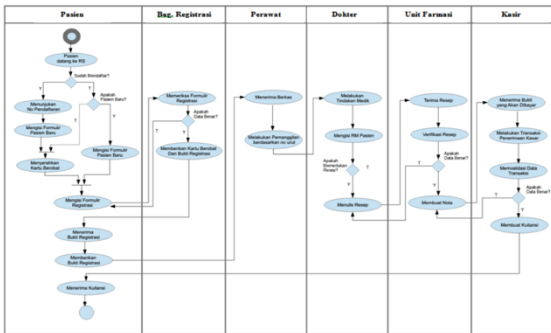 Pasien
Bag. Registrasi
Perawat
Dokter
Unit Farmasi
Kasir
Pasien
datang ke RS
Sudah Mendaftar?
Y
T
Menunjukan
No Pendaftaran
Apakah
Pasien Baru?
T
Y
Mengisi Formulir
Pasien Baru
Mengisi Formulir
Pasien Baru
Menyerahkan
Kartu Berobat
Mengisi Formulir
Registrasi
Menerima
Bukti Registrasi
Memberikan
Bukti Registrasi
Menerima Kuitansi
Memeriksa Formulir
Registrasi
Apakah
Data Benar?
T
Y
Memberikan Kartu Berobat
Dan Bukti Registrasi
Menerima Berkas
Melakukan Pemanggilan
berdasarkan no urut
Melakukan
Tindakan Medik
Mengisi RM Pasien
Apakah
Memerlukan
Resep?
T
Y
Menulis Resep
Terima Resep
Verifikasi Resep
Apakah
Data Benar?
T
Y
Membuat Nota
Menerima Bukti
yang Akan Dibayar
Melakukan Transaksi
Penerimaan Kasir
Memvalidasi Data
Transaksi
Apakah
Data Benar?
T
Y
Membuat Kuitansi